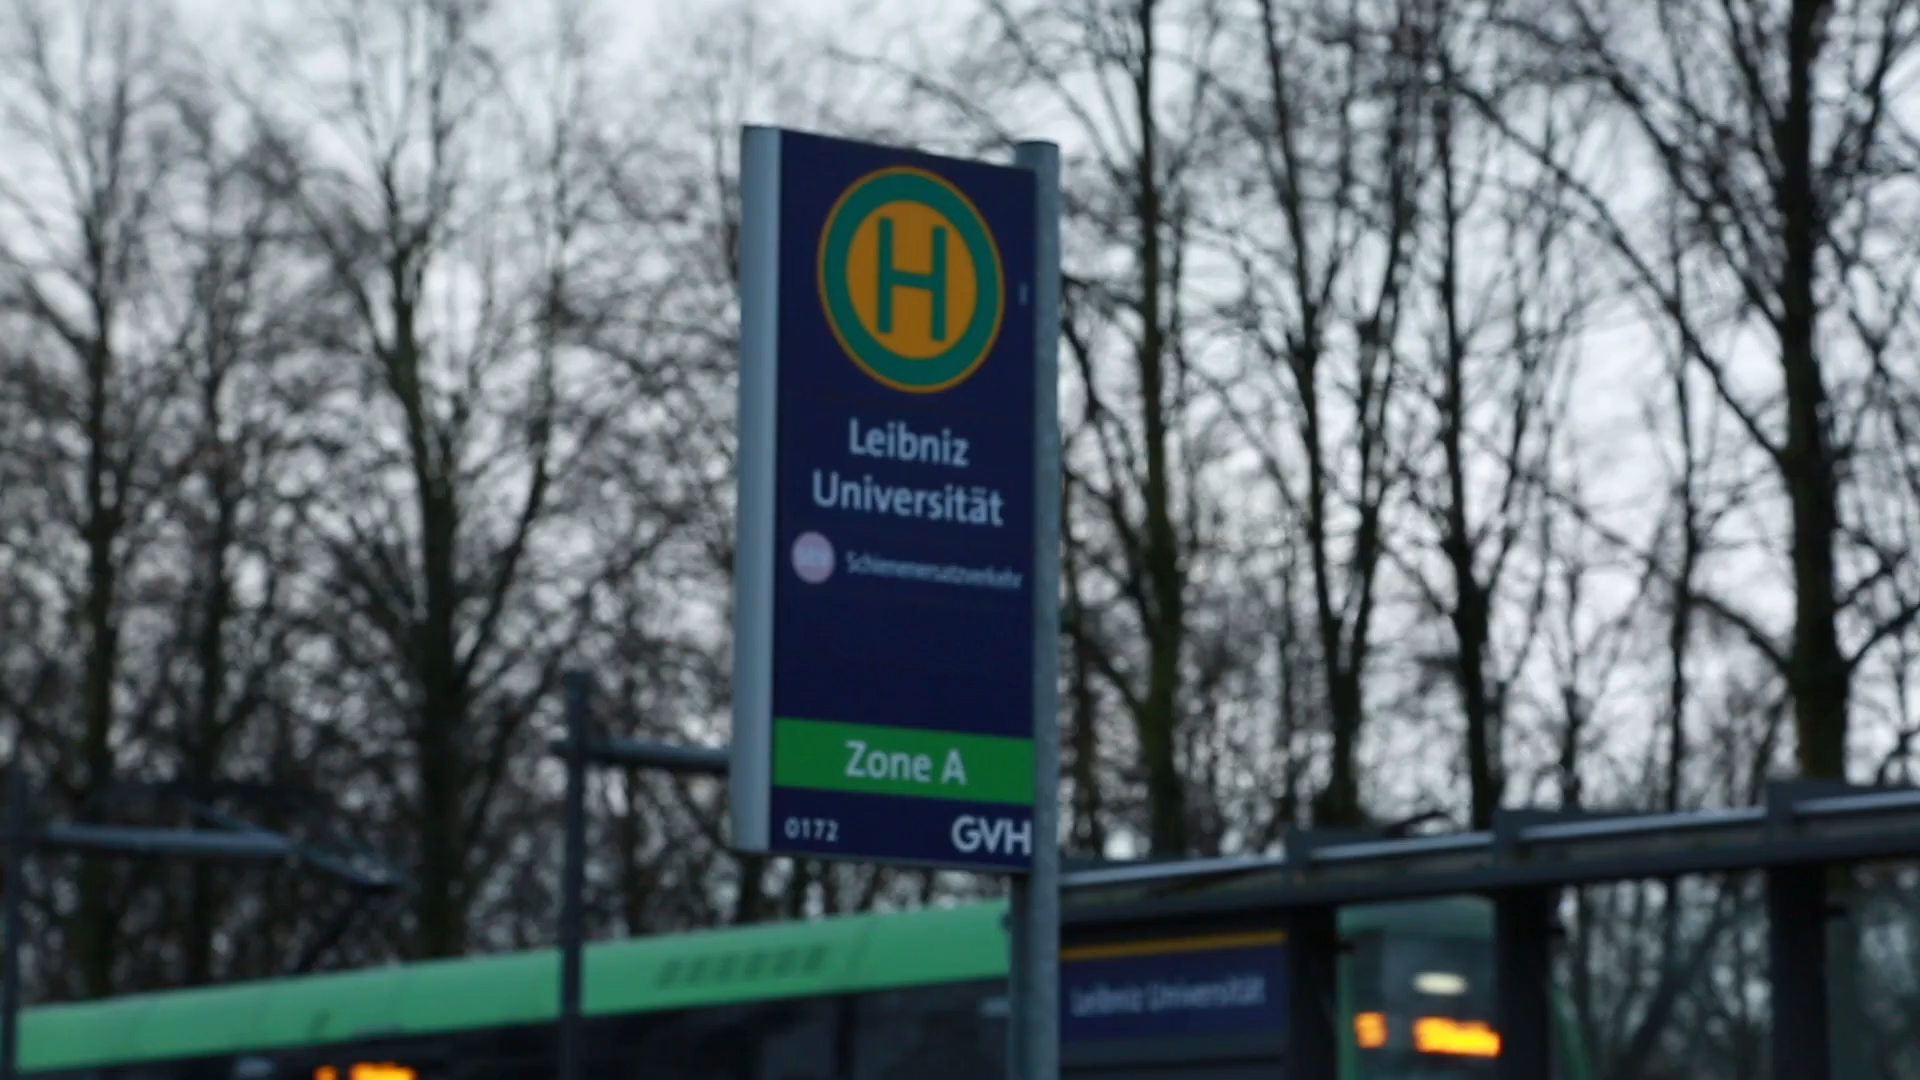 H
Leibniz
Universität
Schienenersatzverkehr
Zone A
0172
GVH
Leibniz Universität